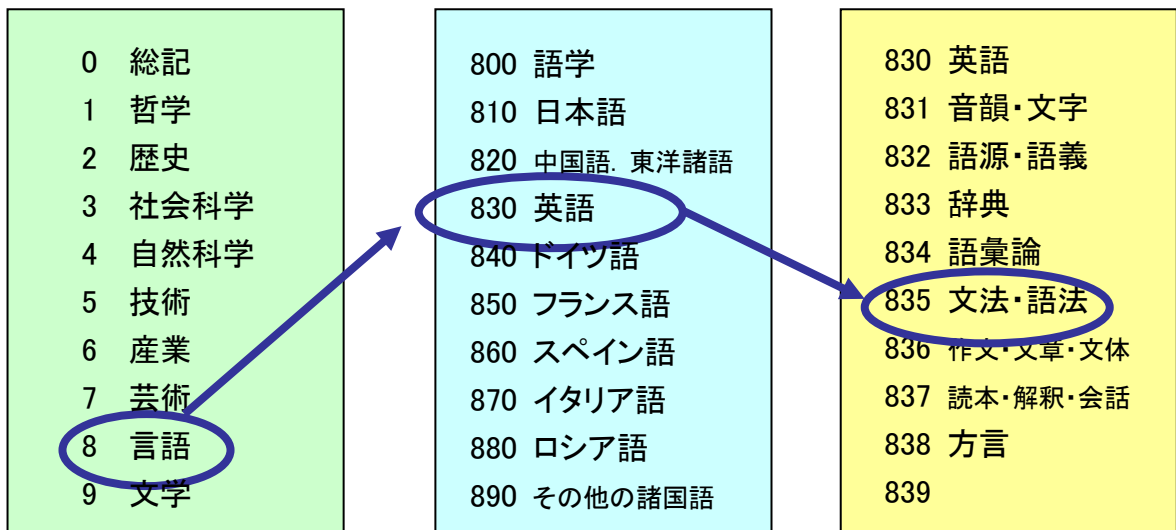 0 総記
1 哲学
2 歴史
3 社会科学
4 自然科学
5 技術
6 産業
7 芸術
8 言語
9 文学
800 語学
810 日本語
820 中国語. 東洋諸語
830 英語
840 ドイツ語
850 フランス語
860 スペイン語
870 イタリア語
880 ロシア語
890 その他の諸国語
830 英語
831 音韻・文字
832 語源・語義
833 辞典
834 語彙論
835 文法・語法
836 作文・文章・文体
837 読本・解釈・会話
838 方言
839